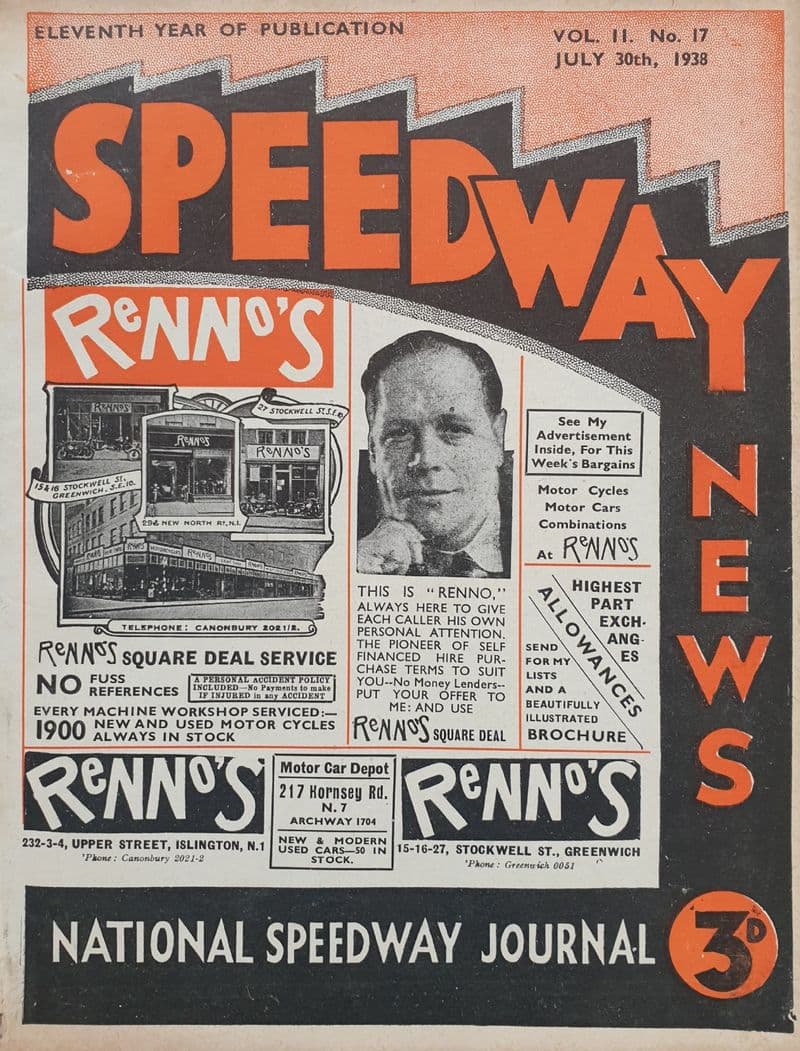 ELEVENTH YEAR OF PUBLICATION
VOL. 11. No. 17
JULY 30th, 1938
SPEEDWAY
NEWS
RENNO'S
RENNO'S
27 STOCKWELL ST. S.E.10
RENNO'S
RENNO'S
15 & 16 STOCKWELL ST.
GREENWICH. S.E.10.
294 NEW NORTH RD, N.1.
RENNO'S
TELEPHONE: CANONBURY 2021/2.
RENNO'S SQUARE DEAL SERVICE
NO FUSS
REFERENCES
A PERSONAL ACCIDENT POLICY
INCLUDED—No Payments to make
IF INJURED in any ACCIDENT
EVERY MACHINE WORKSHOP SERVICED:—
1900 NEW AND USED MOTOR CYCLES
ALWAYS IN STOCK
THIS IS "RENNO,"
ALWAYS HERE TO GIVE
EACH CALLER HIS OWN
PERSONAL ATTENTION.
THE PIONEER OF SELF
FINANCED HIRE PUR-
CHASE TERMS TO SUIT
YOU--No Money Lenders--
PUT YOUR OFFER TO
ME: AND USE
RENNO'S SQUARE DEAL
See My
Advertisement
Inside, For This
Week's Bargains
Motor Cycles
Motor Cars
Combinations
At RENNO'S
HIGHEST
PART
EXCH-
ANG-
ES
ALLOWANCES
SEND
FOR MY
LISTS
AND A
BEAUTIFULLY
ILLUSTRATED
BROCHURE
RENNO'S
232-3-4, UPPER STREET, ISLINGTON, N.1
'Phone: Canonbury 2021-2
Motor Car Depot
217 Hornsey Rd.
N. 7
ARCHWAY 1704
NEW & MODERN
USED CARS—50 IN
STOCK.
RENNO'S
15-16-27, STOCKWELL ST., GREENWICH
'Phone: Greenwich 0051
NATIONAL SPEEDWAY JOURNAL
3D